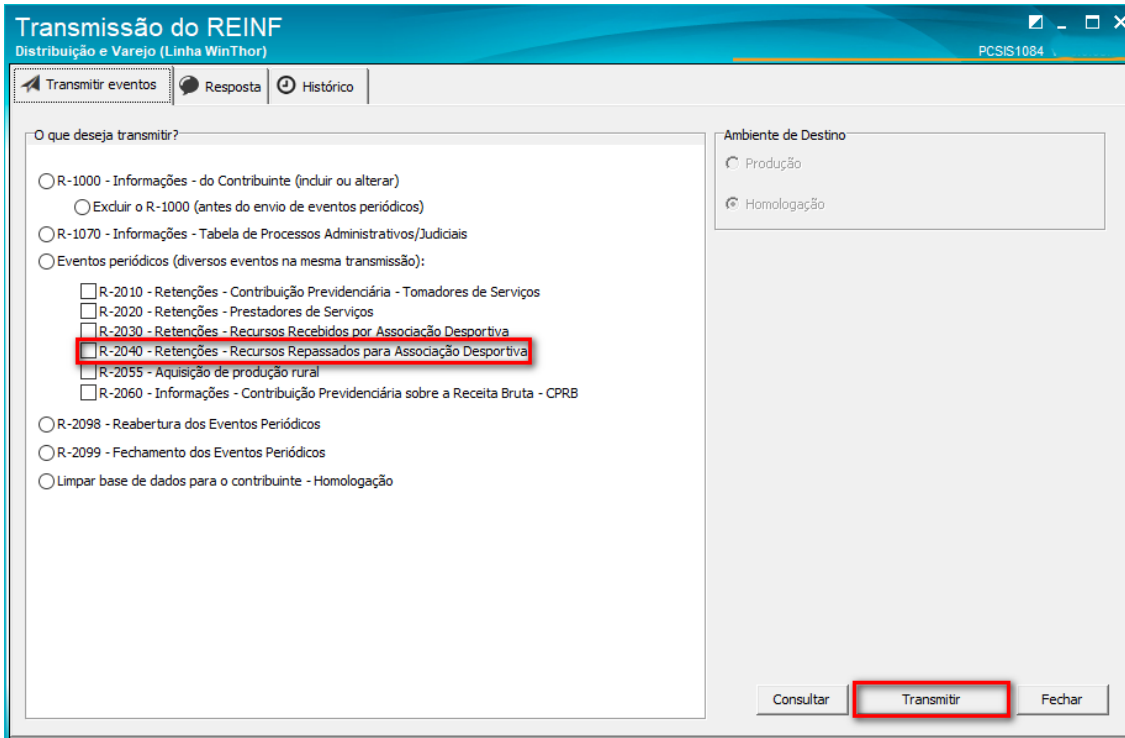 Transmissão do REINF
Distribuição e Varejo (Linha WinThor)
PCSIS1084
Transmitir eventos
Resposta
Histórico
O que deseja transmitir?
R-1000 - Informações - do Contribuinte (incluir ou alterar)
Excluir o R-1000 (antes do envio de eventos periódicos)
R-1070 - Informações - Tabela de Processos Administrativos/Judiciais
Eventos periódicos (diversos eventos na mesma transmissão):
R-2010 - Retenções - Contribuição Previdenciária - Tomadores de Serviços
R-2020 - Retenções - Prestadores de Serviços
R-2030 - Retenções - Recursos Recebidos por Associação Desportiva
R-2040 - Retenções - Recursos Repassados para Associação Desportiva
R-2055 - Aquisição de produção rural
R-2060 - Informações - Contribuição Previdenciária sobre a Receita Bruta - CPRB
R-2098 - Reabertura dos Eventos Periódicos
R-2099 - Fechamento dos Eventos Periódicos
Limpar base de dados para o contribuinte - Homologação
Ambiente de Destino
Produção
Homologação
Consultar
Transmitir
Fechar